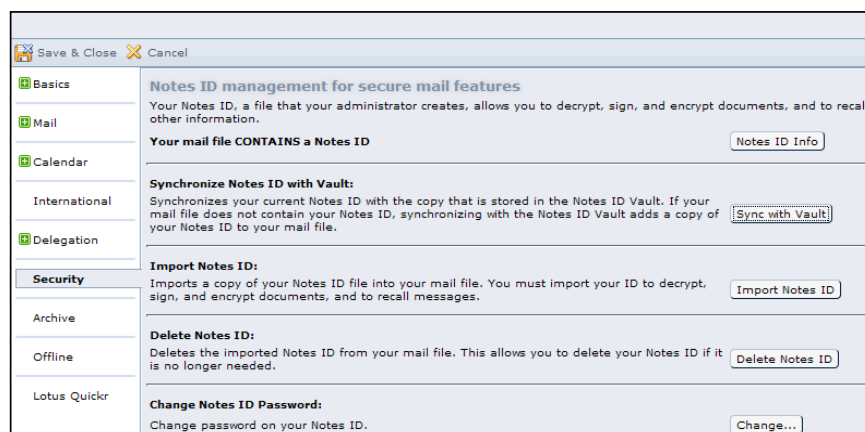 Save & Close Cancel
Basics
Mail
Calendar
International
Delegation
Security
Archive
Offline
Lotus Quickr
Notes ID management for secure mail features
Your Notes ID, a file that your administrator creates, allows you to decrypt, sign, and encrypt documents, and to recal
other information.
Your mail file CONTAINS a Notes ID
Notes ID Info
Synchronize Notes ID with Vault:
Synchronizes your current Notes ID with the copy that is stored in the Notes ID Vault. If your
mail file does not contain your Notes ID, synchronizing with the Notes ID Vault adds a copy of
your Notes ID to your mail file.
Sync with Vault
Import Notes ID:
Imports a copy of your Notes ID file into your mail file. You must import your ID to decrypt,
sign, and encrypt documents, and to recall messages.
Import Notes ID
Delete Notes ID:
Deletes the imported Notes ID from your mail file. This allows you to delete your Notes ID if it
is no longer needed.
Delete Notes ID
Change Notes ID Password:
Change password on your Notes ID.
Change...